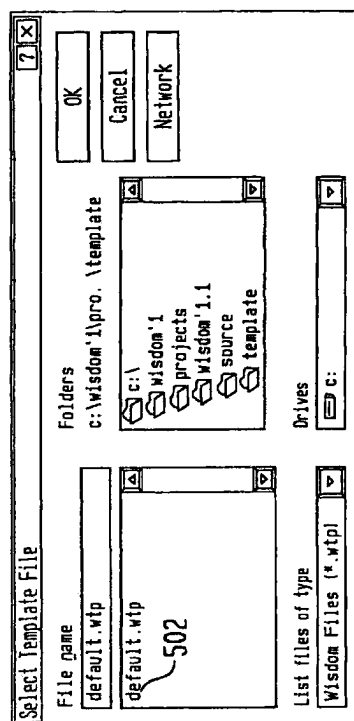 Select Template File
? X
File name
default.wtp
default.wtp
502
List files of type
Wisdom Files (*.wtp)
Folders
c:\wisdom'1\pro. \template
c:\
wisdom'1
projects
wisdom'1.1
source
template
Drives
c:
OK
Cancel
Network